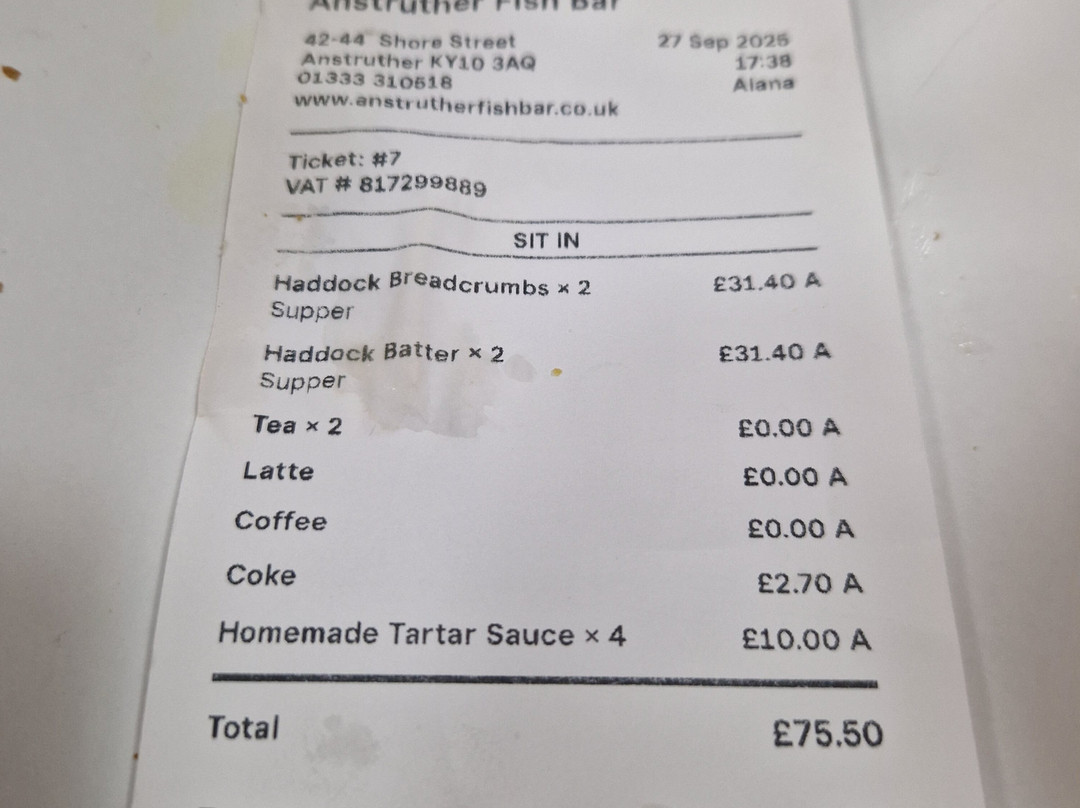 Anstruther Fish Bar
42-44 Shore Street 27 Sep 2025
Anstruther KY10 3AQ 17:38
01333 310518 Alana
www.anstrutherfishbar.co.uk
Ticket: #7
VAT # 817299889
SIT IN
Haddock Breadcrumbs × 2 £31.40 A
Supper
Haddock Batter × 2 £31.40 A
Supper
Tea × 2 £0.00 A
Latte £0.00 A
Coffee £0.00 A
Coke £2.70 A
Homemade Tartar Sauce × 4 £10.00 A
Total £75.50